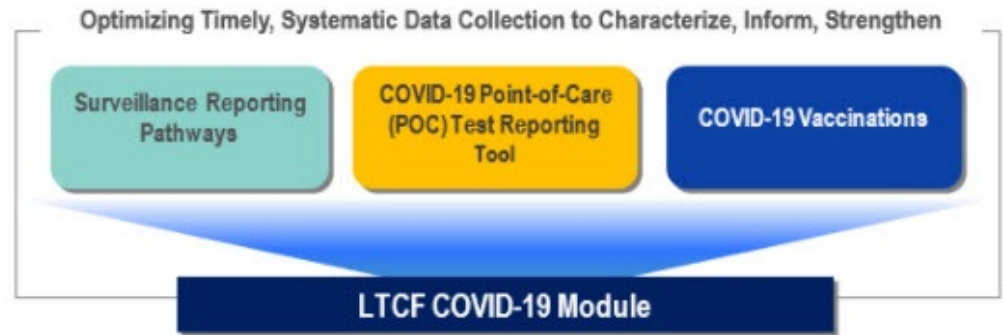 Optimizing Timely, Systematic Data Collection to Characterize, Inform, Strengthen
Surveillance Reporting
Pathways
COVID-19 Point-of-Care
(POC) Test Reporting
Tool
COVID-19 Vaccinations
LTCF COVID-19 Module